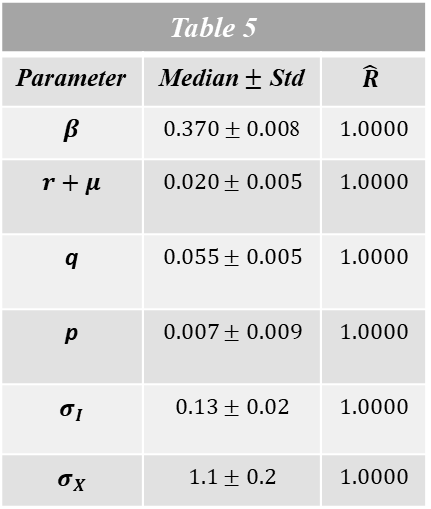 Table 5
Parameter Median ± Std R̂
β 0.370 ± 0.008 1.0000
r + μ 0.020 ± 0.005 1.0000
q 0.055 ± 0.005 1.0000
p 0.007 ± 0.009 1.0000
σ_I 0.13 ± 0.02 1.0000
σ_X 1.1 ± 0.2 1.0000